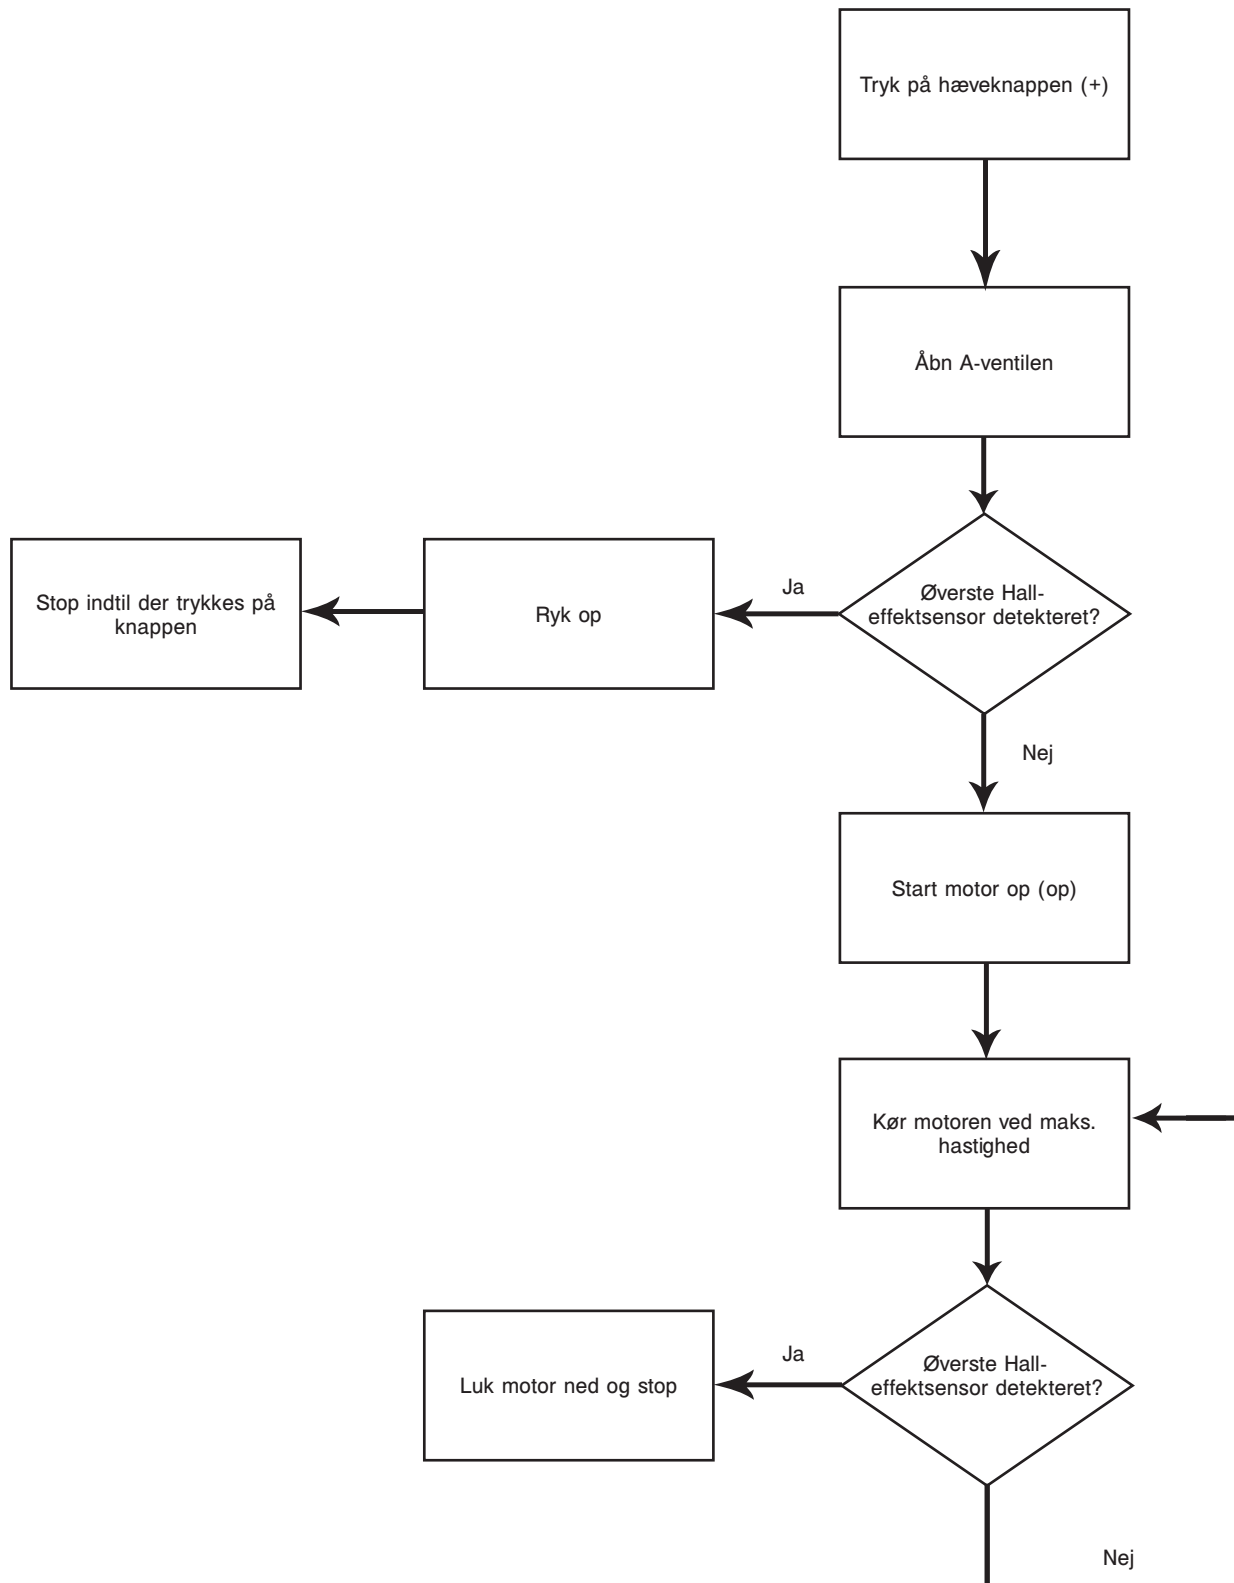 Tryk på hæveknappen (+)
Åbn A-ventilen
Øverste Hall-
effektsensor detekteret?
Ja
Ryk op
Stop indtil der trykkes på
knappen
Nej
Start motor op (op)
Kør motoren ved maks.
hastighed
Øverste Hall-
effektsensor detekteret?
Ja
Luk motor ned og stop
Nej